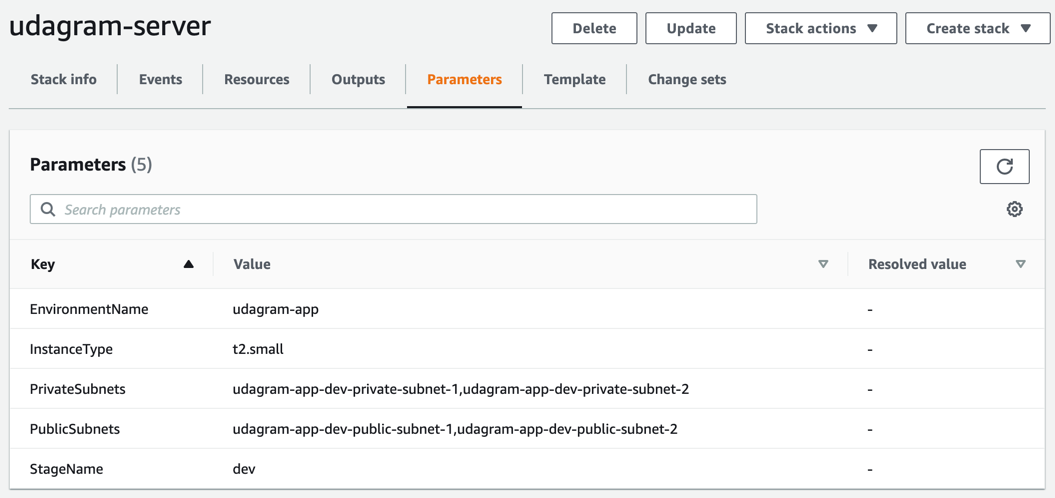 udagram-server
Delete
Update
Stack actions
Create stack
Stack info
Events
Resources
Outputs
Parameters
Template
Change sets
Parameters (5)
Search parameters
Key
Value
Resolved value
EnvironmentName
udagram-app
-
InstanceType
t2.small
-
PrivateSubnets
udagram-app-dev-private-subnet-1,udagram-app-dev-private-subnet-2
-
PublicSubnets
udagram-app-dev-public-subnet-1,udagram-app-dev-public-subnet-2
-
StageName
dev
-